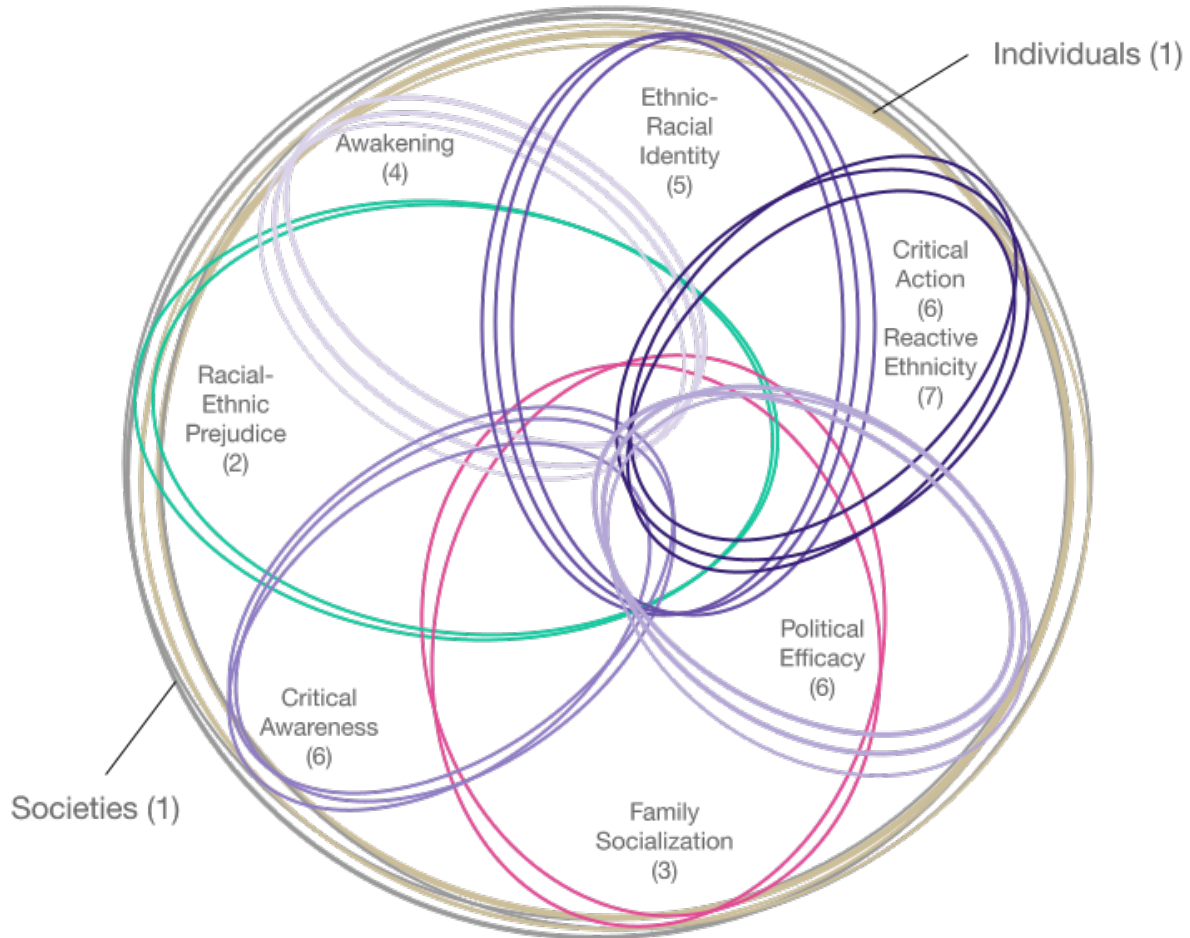 Individuals (1)
Ethnic-
Racial
Identity
(5)
Awakening
(4)
Critical
Action
(6)
Reactive
Ethnicity
(7)
Racial-
Ethnic
Prejudice
(2)
Political
Efficacy
(6)
Critical
Awareness
(6)
Societies (1)
Family
Socialization
(3)